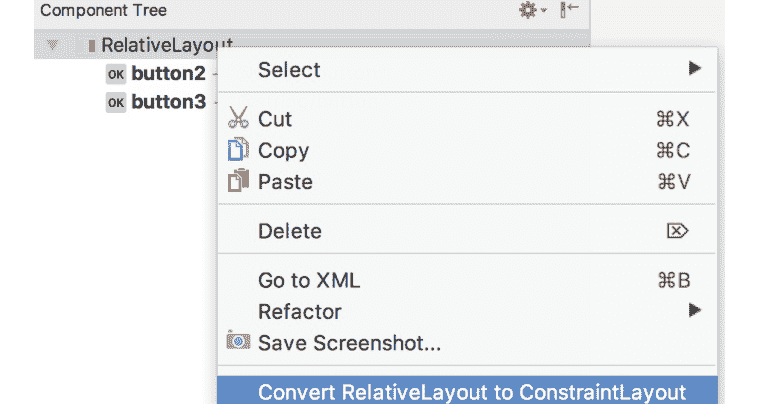 Component Tree
RelativeLayout
OK button2
OK button3
Select
Cut ⌘X
Copy ⌘C
Paste ⌘V
Delete
Go to XML ⌘B
Refactor
Save Screenshot...
Convert RelativeLayout to ConstraintLayout